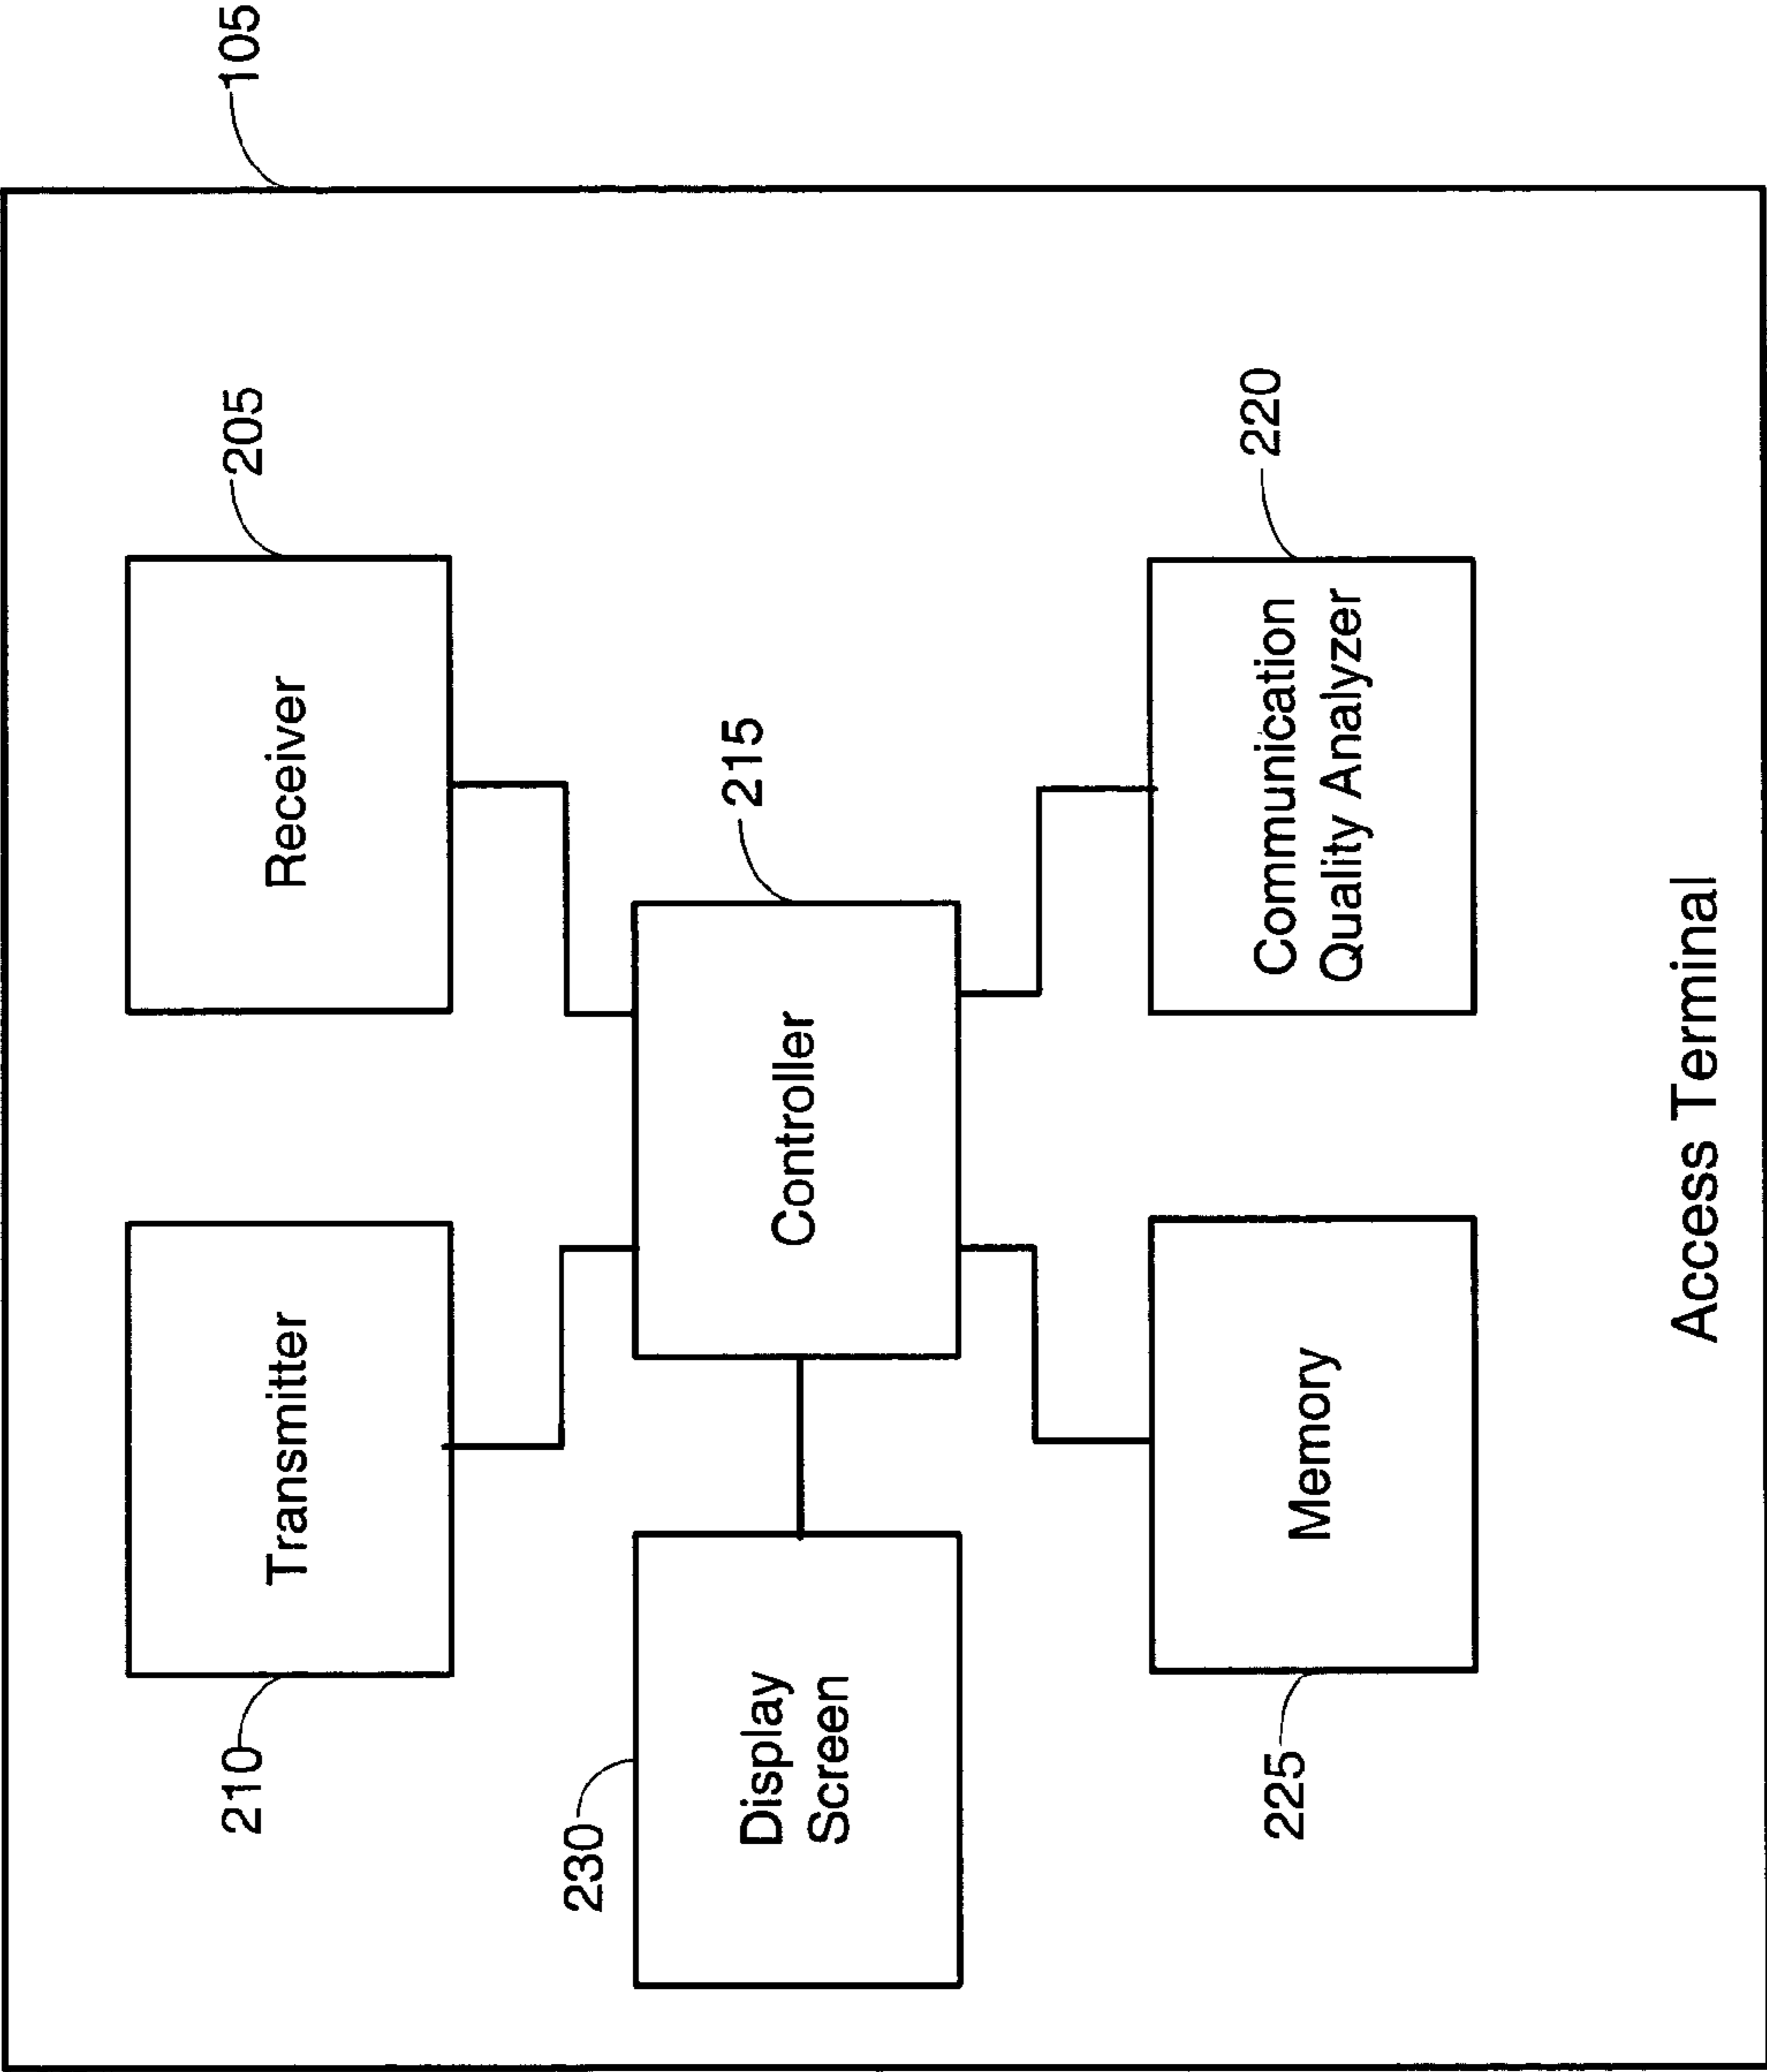 105
210
Transmitter
Receiver
205
230
Display
Screen
Controller
215
225
Memory
Communication
Quality Analyzer
220
Access Terminal